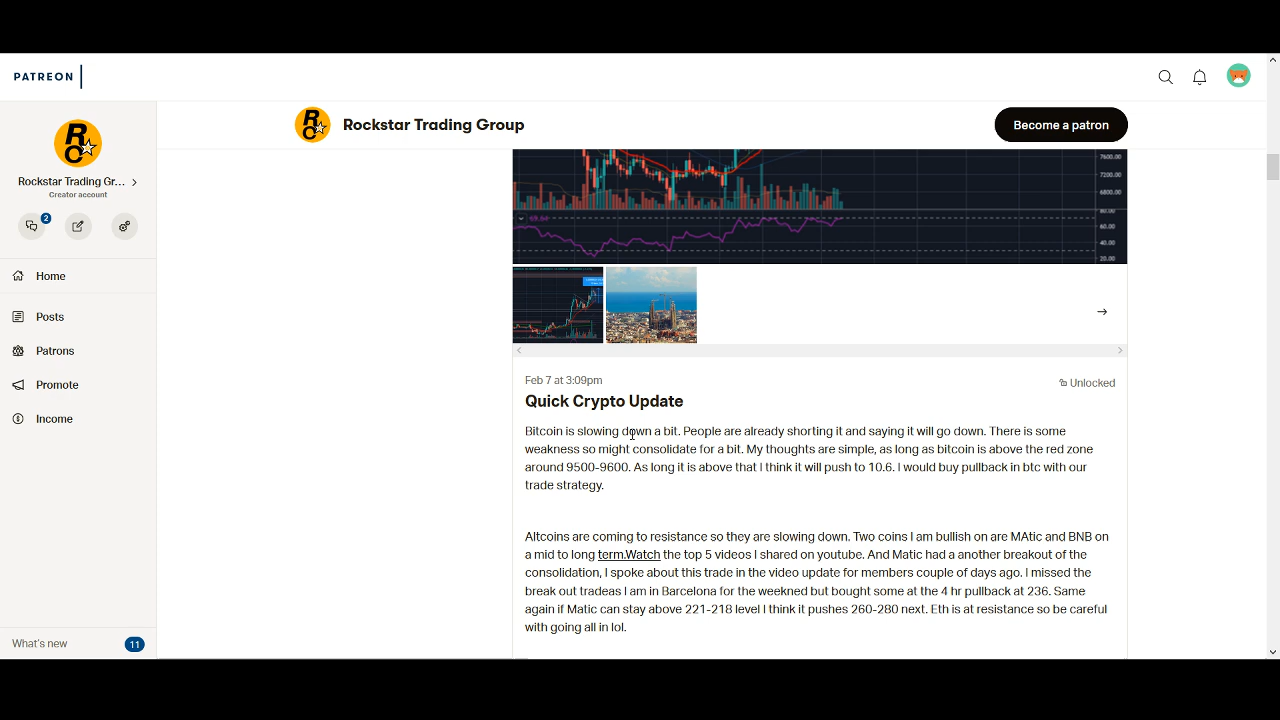 PATREON
RC
Rockstar Trading Group
Become a patron
RC
Rockstar Trading Gr...
Creator account
2
Home
Posts
Patrons
Promote
Income
What's new
11
7600.00
7200.00
6800.00
80.00
60.00
40.00
20.00
Feb 7 at 3:09pm
Unlocked
Quick Crypto Update
Bitcoin is slowing down a bit. People are already shorting it and saying it will go down. There is some
weakness so might consolidate for a bit. My thoughts are simple, as long as bitcoin is above the red zone
around 9500-9600. As long it is above that I think it will push to 10.6. I would buy pullback in btc with our
trade strategy.
Altcoins are coming to resistance so they are slowing down. Two coins I am bullish on are MAtic and BNB on
a mid to long term.Watch the top 5 videos I shared on youtube. And Matic had a another breakout of the
consolidation, I spoke about this trade in the video update for members couple of days ago. I missed the
break out tradeas I am in Barcelona for the weekned but bought some at the 4 hr pullback at 236. Same
again if Matic can stay above 221-218 level I think it pushes 260-280 next. Eth is at resistance so be careful
with going all in lol.